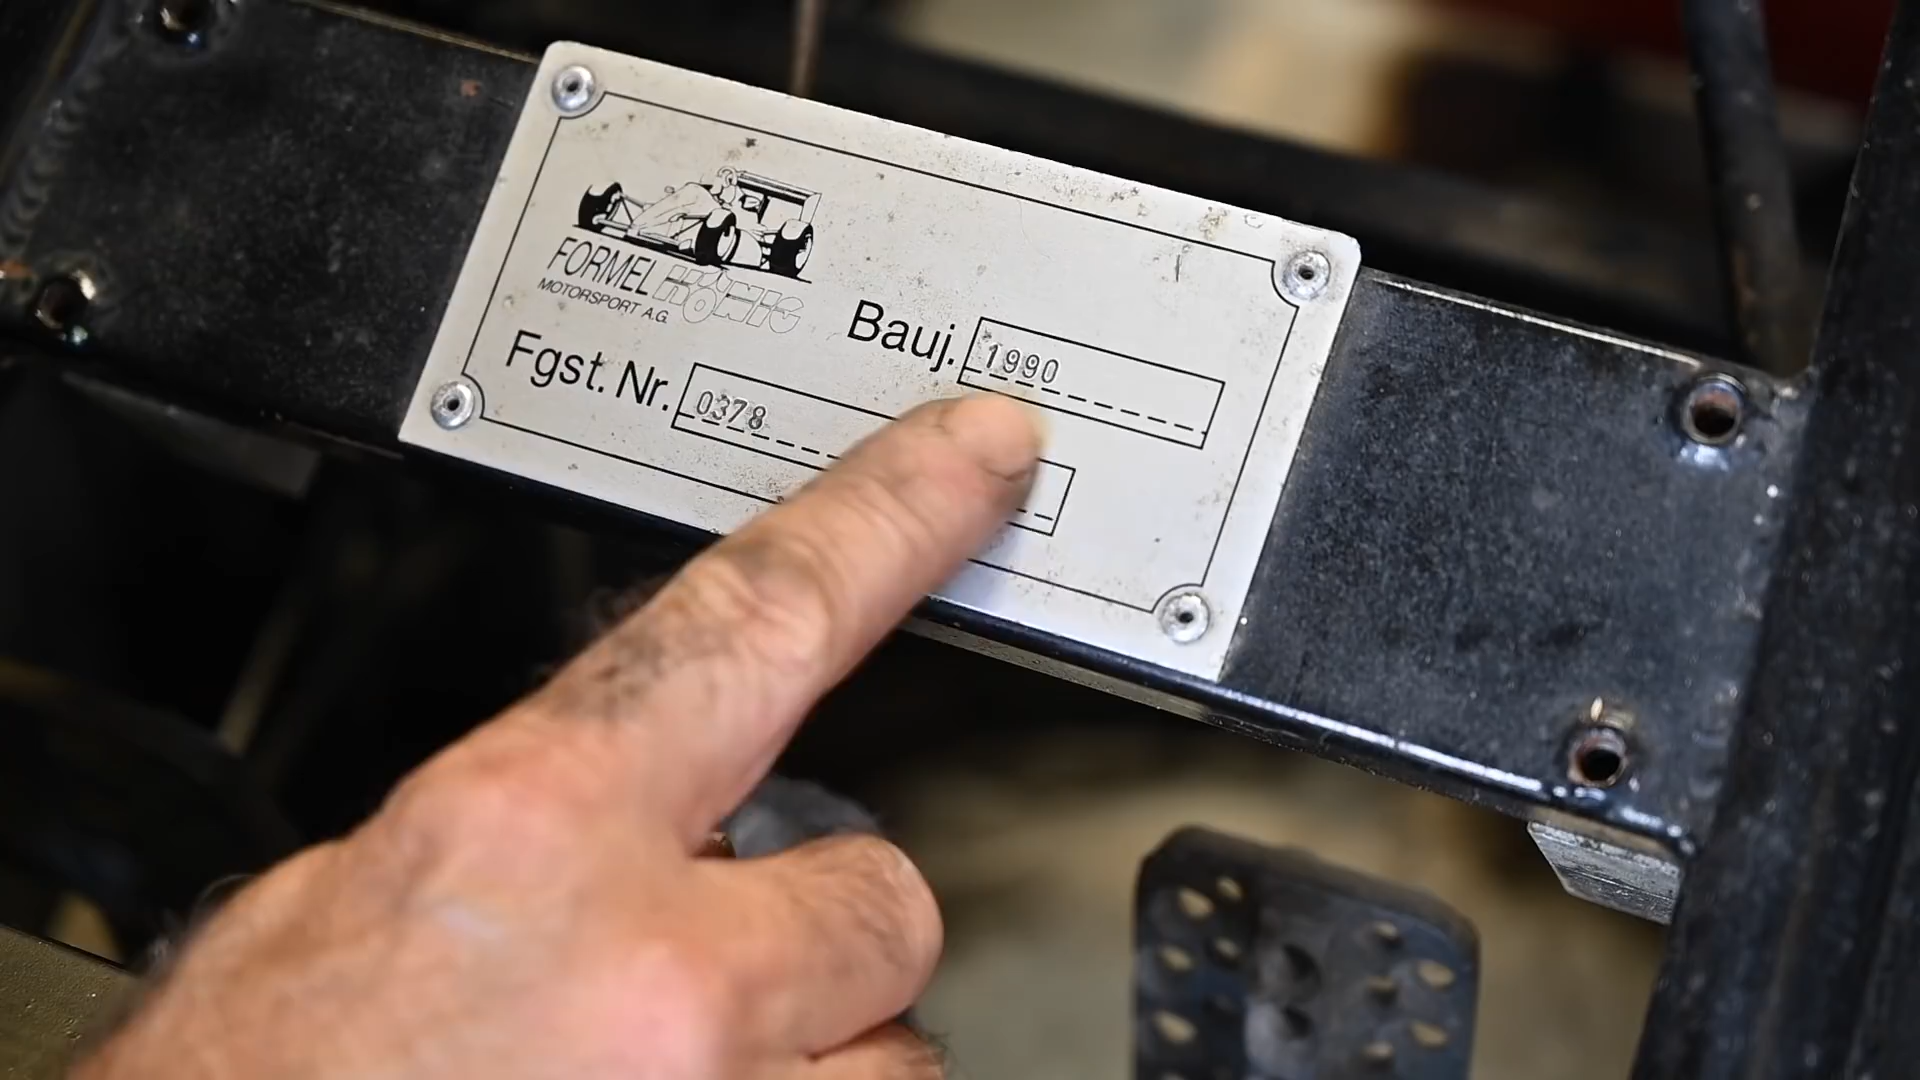 FORMEL KÖNIG
MOTORSPORT A.G.
Bauj. 1990
Fgst. Nr. 0378